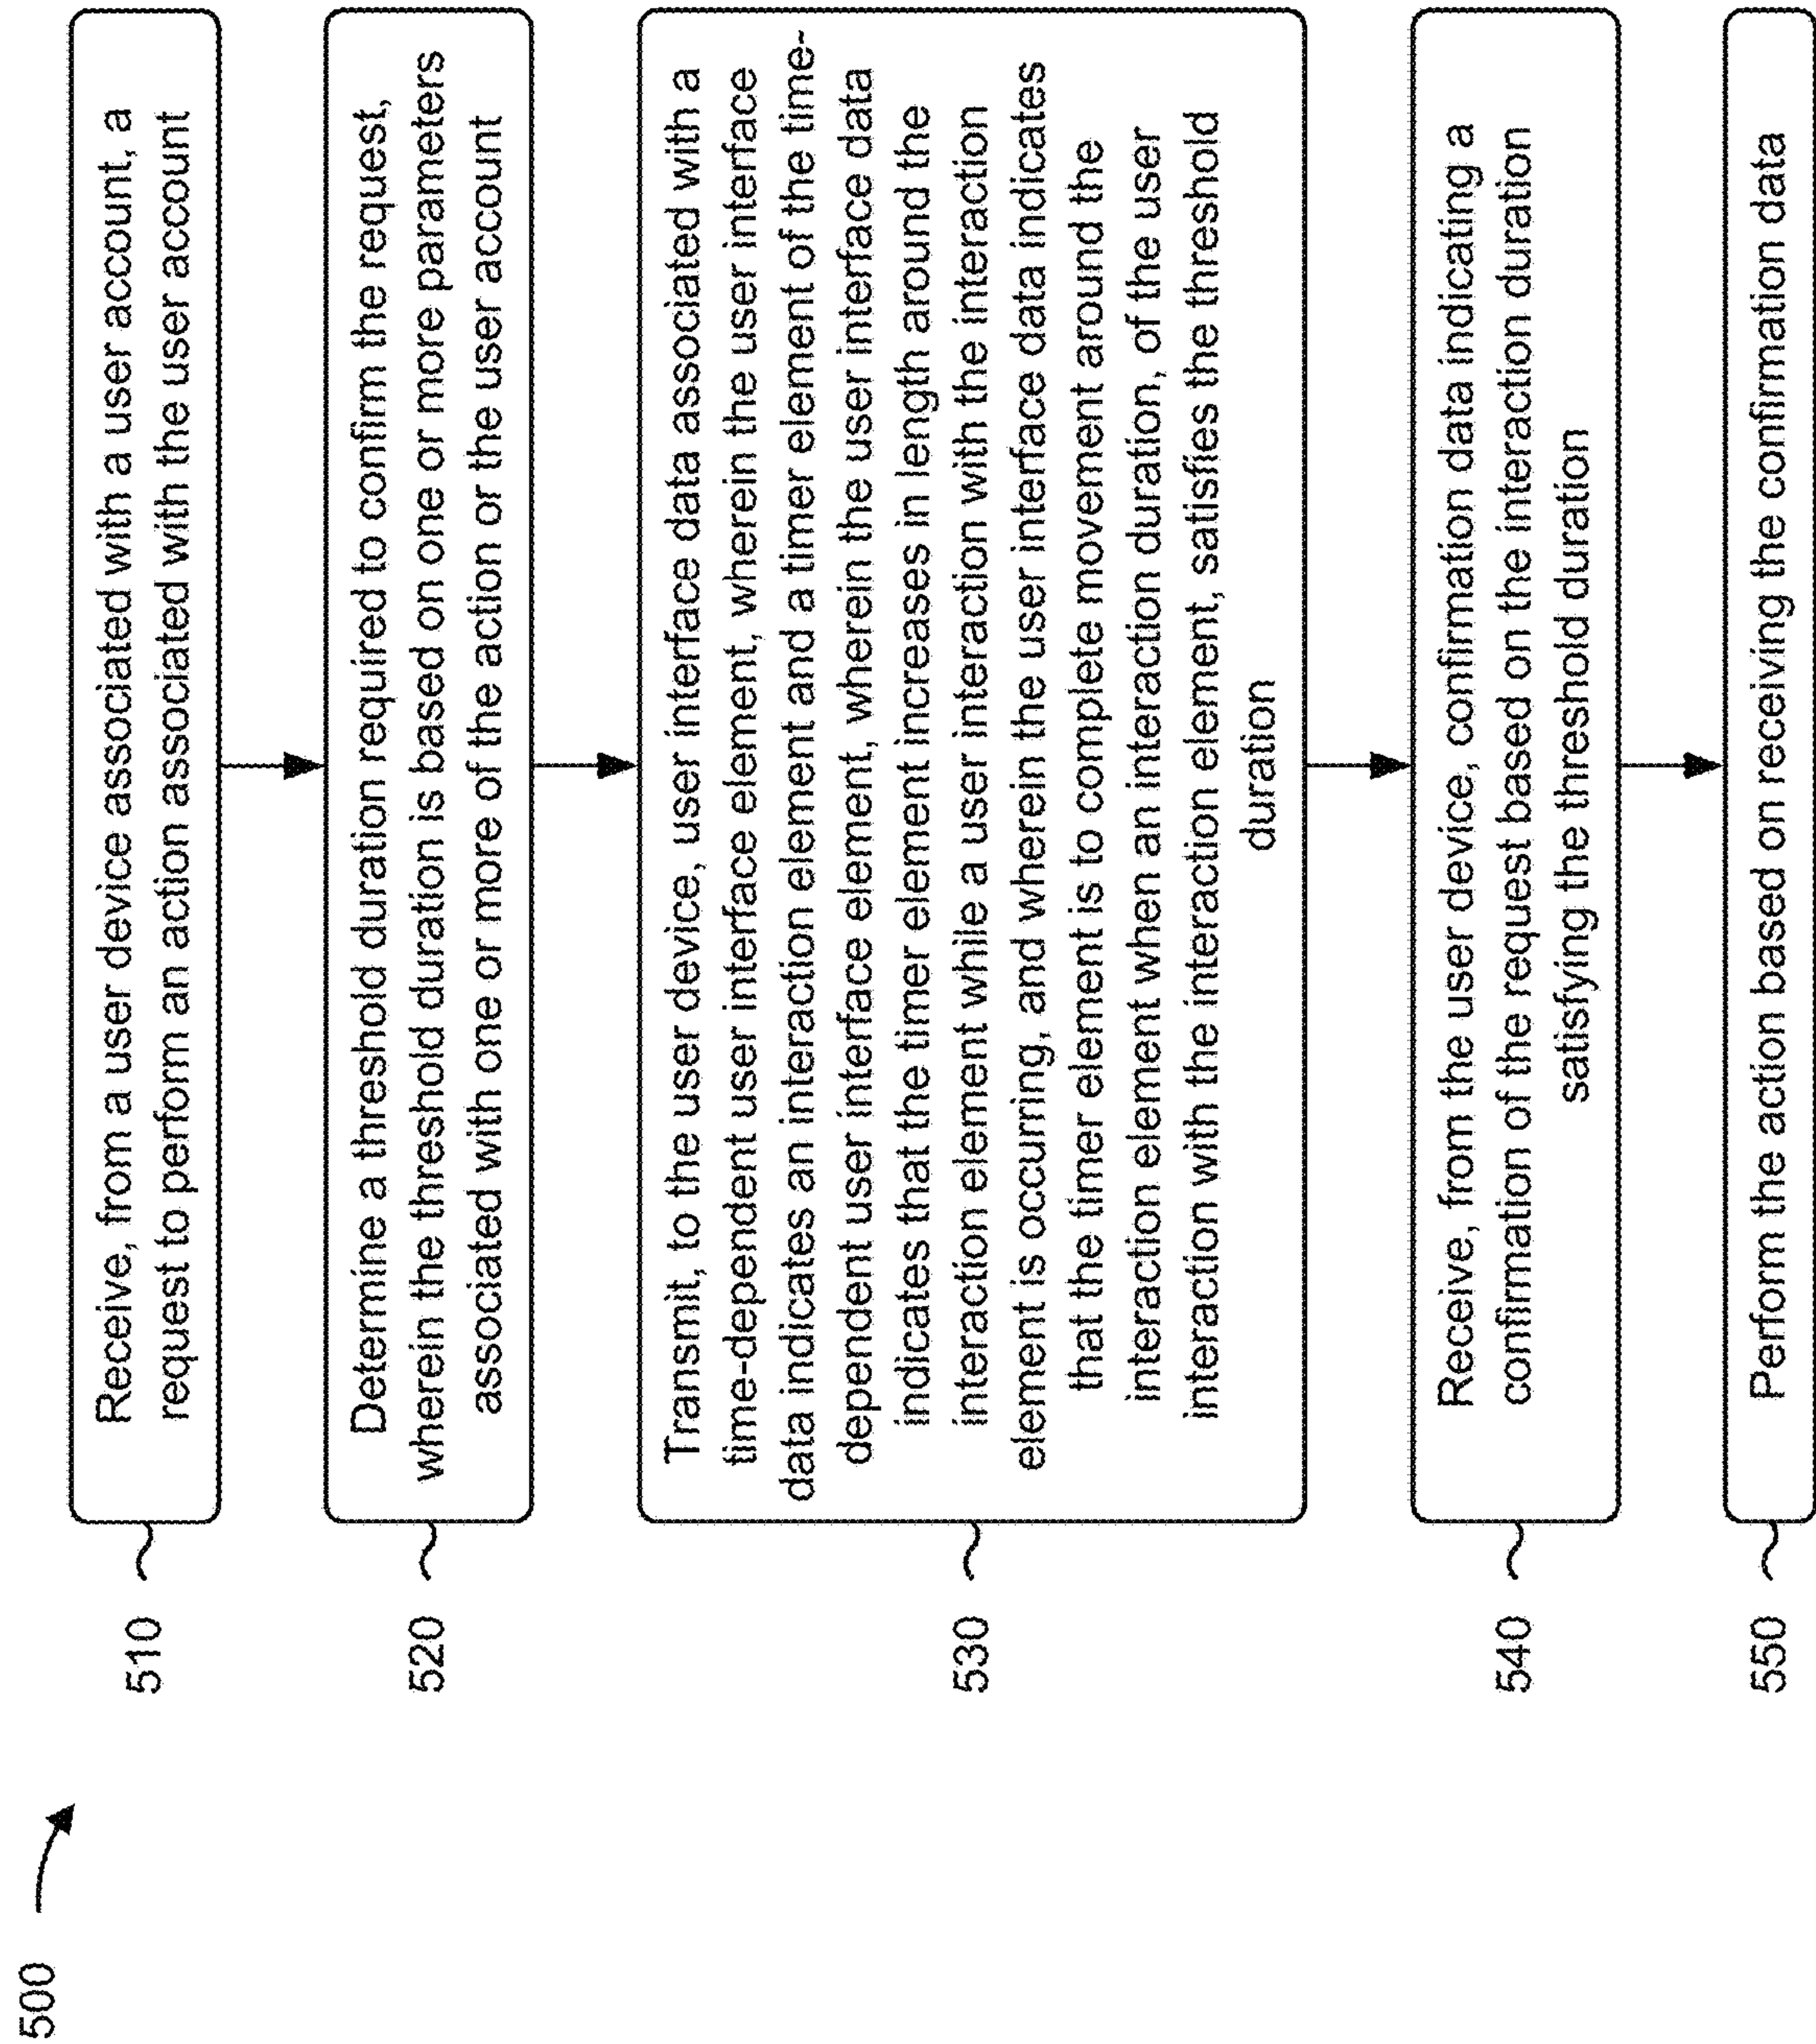 500
510
Receive, from a user device associated with a user account, a
request to perform an action associated with the user account
520
Determine a threshold duration required to confirm the request,
wherein the threshold duration is based on one or more parameters
associated with one or more of the action or the user account
530
Transmit, to the user device, user interface data associated with a
time-dependent user interface element, wherein the user interface
data indicates an interaction element and a timer element of the time-
dependent user interface element, wherein the user interface data
indicates that the timer element increases in length around the
interaction element while a user interaction with the interaction
element is occurring, and wherein the user interface data indicates
that the timer element is to complete movement around the
interaction element when an interaction duration, of the user
interaction with the interaction element, satisfies the threshold
duration
540
Receive, from the user device, confirmation data indicating a
confirmation of the request based on the interaction duration
satisfying the threshold duration
550
Perform the action based on receiving the confirmation data